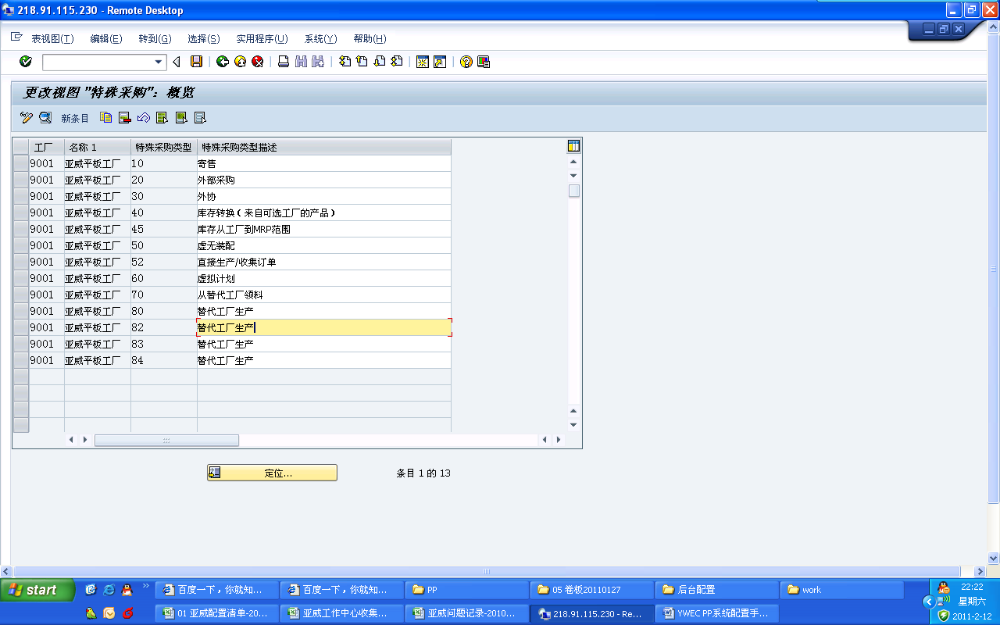 218.91.115.230 - Remote Desktop
表视图(T) 编辑(E) 转到(G) 选择(S) 实用程序(U) 系统(Y) 帮助(H)
更改视图 "特殊采购": 概览
新条目
工厂 名称 1 特殊采购类型 特殊采购类型描述
9001 亚威平板工厂 10 寄售
9001 亚威平板工厂 20 外部采购
9001 亚威平板工厂 30 外协
9001 亚威平板工厂 40 库存转换（来自可选工厂的产品）
9001 亚威平板工厂 45 库存从工厂到MRP范围
9001 亚威平板工厂 50 虚无装配
9001 亚威平板工厂 52 直接生产/收集订单
9001 亚威平板工厂 60 虚拟计划
9001 亚威平板工厂 70 从替代工厂领料
9001 亚威平板工厂 80 替代工厂生产
9001 亚威平板工厂 82 替代工厂生产
9001 亚威平板工厂 83 替代工厂生产
9001 亚威平板工厂 84 替代工厂生产
定位... 条目 1 的 13
start 百度一下，你就知... 百度一下，你就知... PP 05 卷板20110127 后台配置 work 22:22
星期六
01 亚威配置清单-20... 亚威工作中心收集... 亚威问题记录-2010... 218.91.115.230 - Re... YWEC PP系统配置手... 2011-2-12